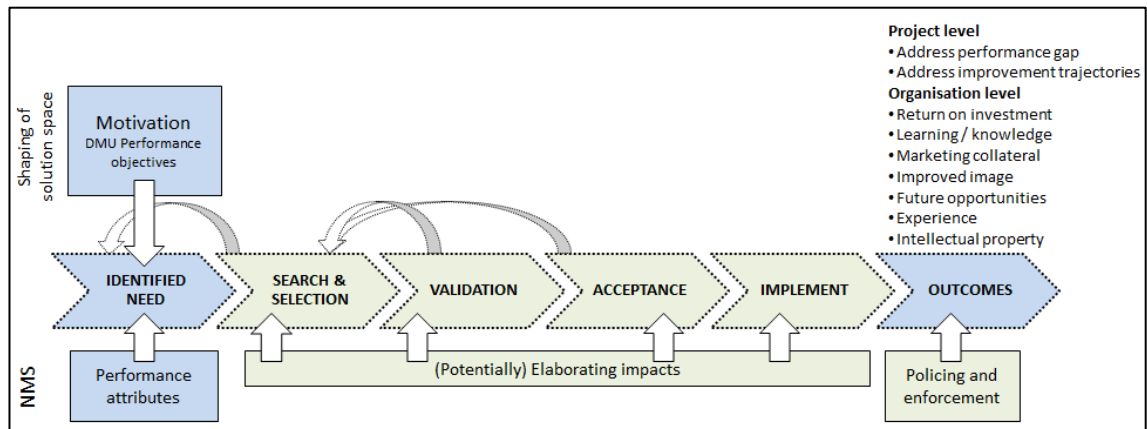 Project level
• Address performance gap
• Address improvement trajectories
Organisation level
• Return on investment
• Learning / knowledge
• Marketing collateral
• Improved image
• Future opportunities
• Experience
• Intellectual property
Shaping of
solution space
Motivation
DMU Performance
objectives
IDENTIFIED
NEED
SEARCH &
SELECTION
VALIDATION
ACCEPTANCE
IMPLEMENT
OUTCOMES
NMS
Performance
attributes
(Potentially) Elaborating impacts
Policing and
enforcement